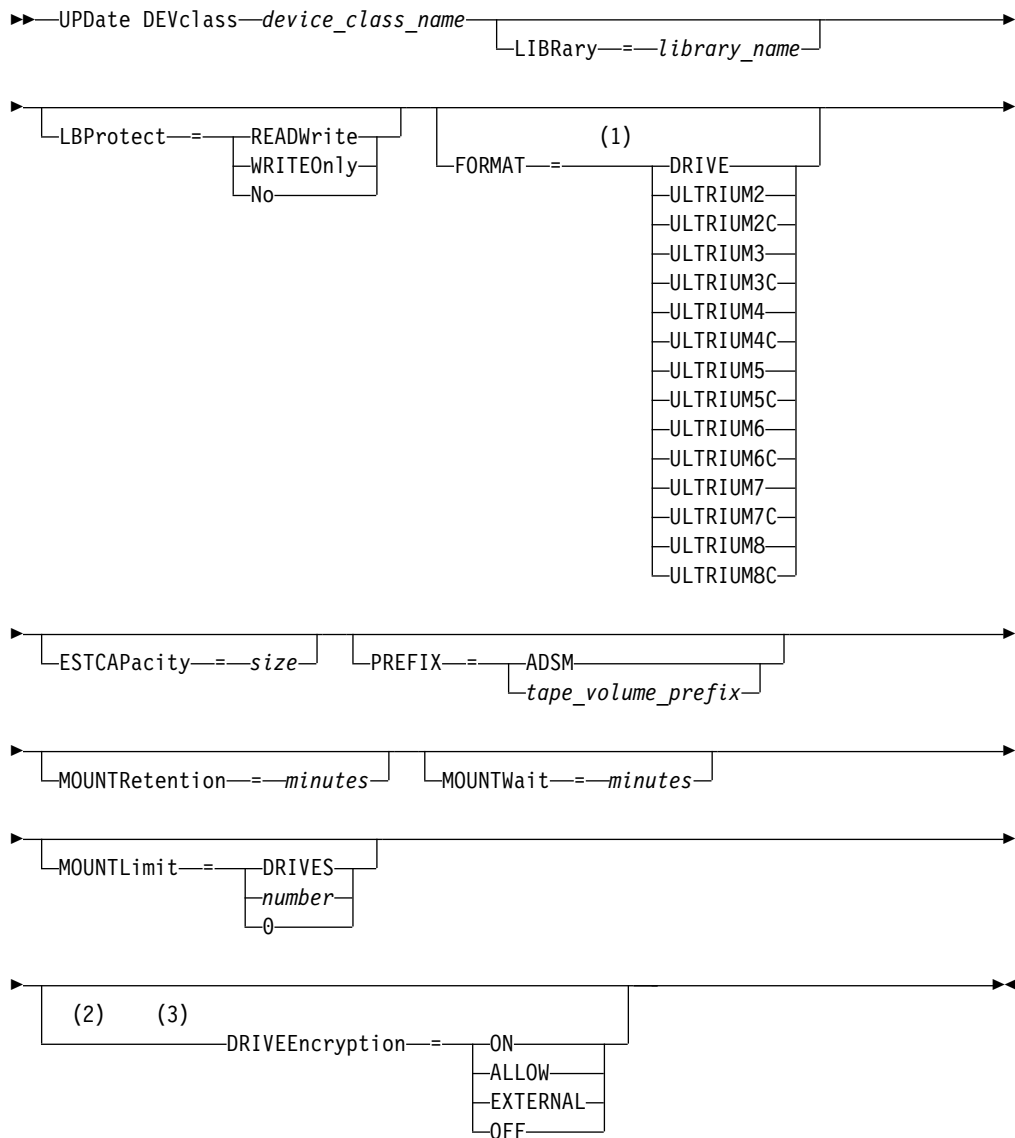 UPDate DEVclass device_class_name
LIBRary = library_name
LBProtect = READWrite
WRITEOnly
No
FORMAT = (1) DRIVE
ULTRIUM2
ULTRIUM2C
ULTRIUM3
ULTRIUM3C
ULTRIUM4
ULTRIUM4C
ULTRIUM5
ULTRIUM5C
ULTRIUM6
ULTRIUM6C
ULTRIUM7
ULTRIUM7C
ULTRIUM8
ULTRIUM8C
ESTCAPacity = size
PREFIX = ADSM
tape_volume_prefix
MOUNTRetention = minutes
MOUNTWait = minutes
MOUNTLimit = DRIVES
number
0
(2) (3)
DRIVEEncryption = ON
ALLOW
EXTERNAL
OFF